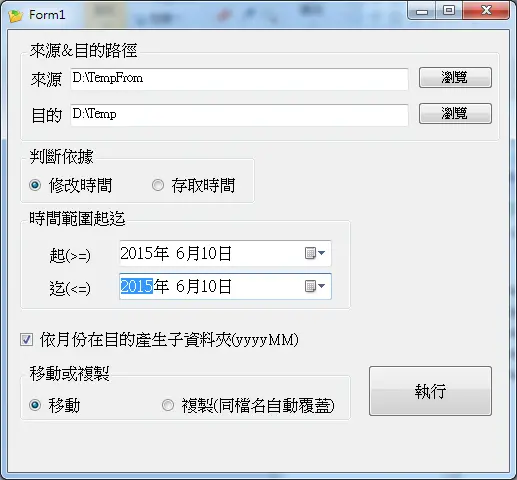 Form1
來源&目的路徑
來源 D:\TempFrom 瀏覽
目的 D:\Temp 瀏覽
判斷依據
修改時間 存取時間
時間範圍起迄
起(>=) 2015年 6月10日
迄(<=) 2015年 6月10日
依月份在目的產生子資料夾(yyyyMM)
移動或複製
移動 複製(同檔名自動覆蓋)
執行